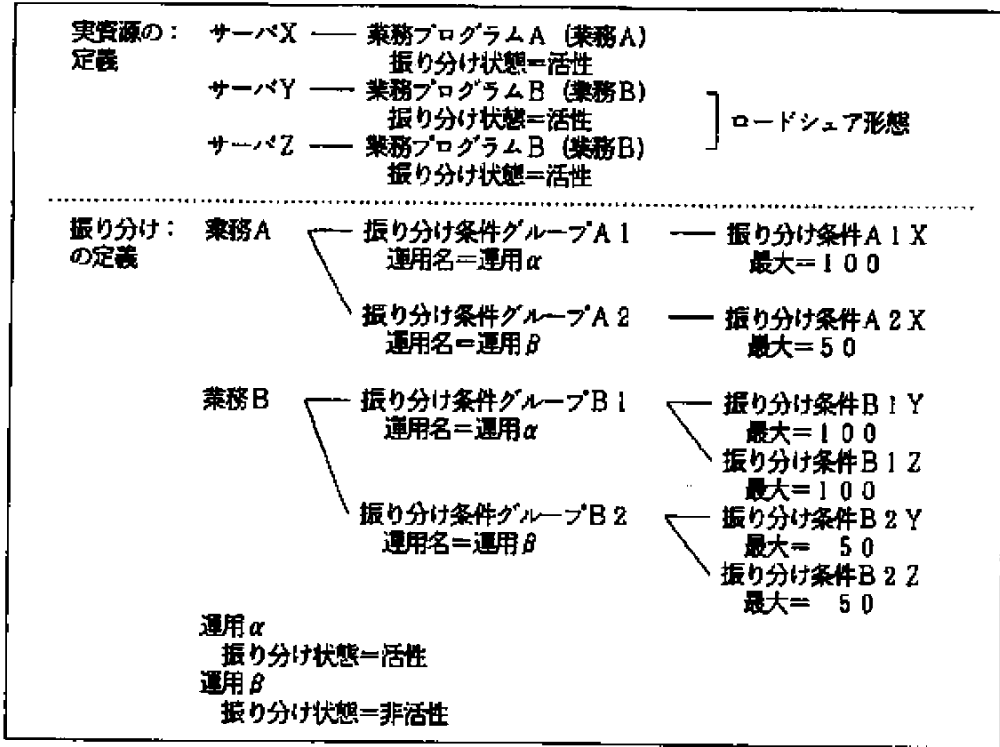 実資源の： サーバX ── 業務プログラムA（業務A）
定義 振り分け状態＝活性
サーバY ── 業務プログラムB（業務B）
振り分け状態＝活性
ロードシェア形態
サーバZ ── 業務プログラムB（業務B）
振り分け状態＝活性
振り分け： 業務A 振り分け条件グループA1 ── 振り分け条件A1X
の定義 運用名＝運用α 最大＝100
振り分け条件グループA2 ── 振り分け条件A2X
運用名＝運用β 最大＝50
業務B 振り分け条件グループB1 振り分け条件B1Y
運用名＝運用α 最大＝100
振り分け条件B1Z
最大＝100
振り分け条件グループB2 振り分け条件B2Y
運用名＝運用β 最大＝ 50
振り分け条件B2Z
最大＝ 50
運用α
振り分け状態＝活性
運用β
振り分け状態＝非活性